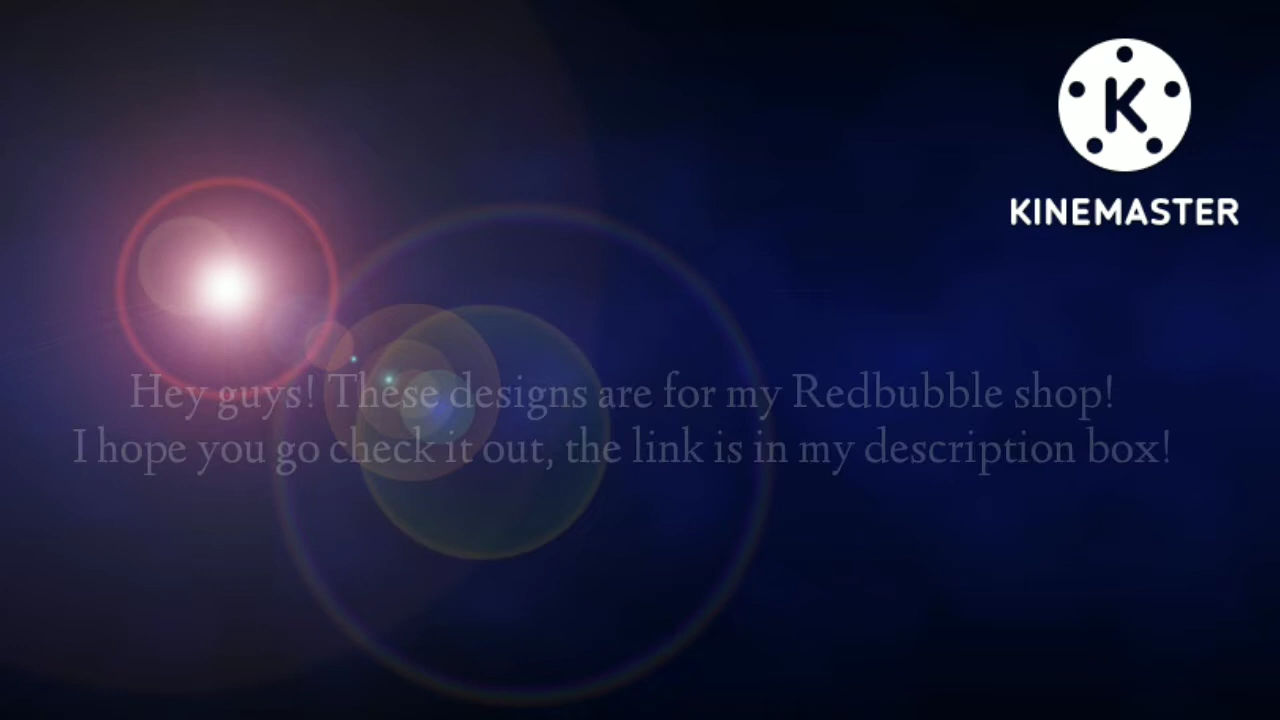 K
KINEMASTER
Hey guys! These designs are for my Redbubble shop!
I hope you go check it out, the link is in my description box!